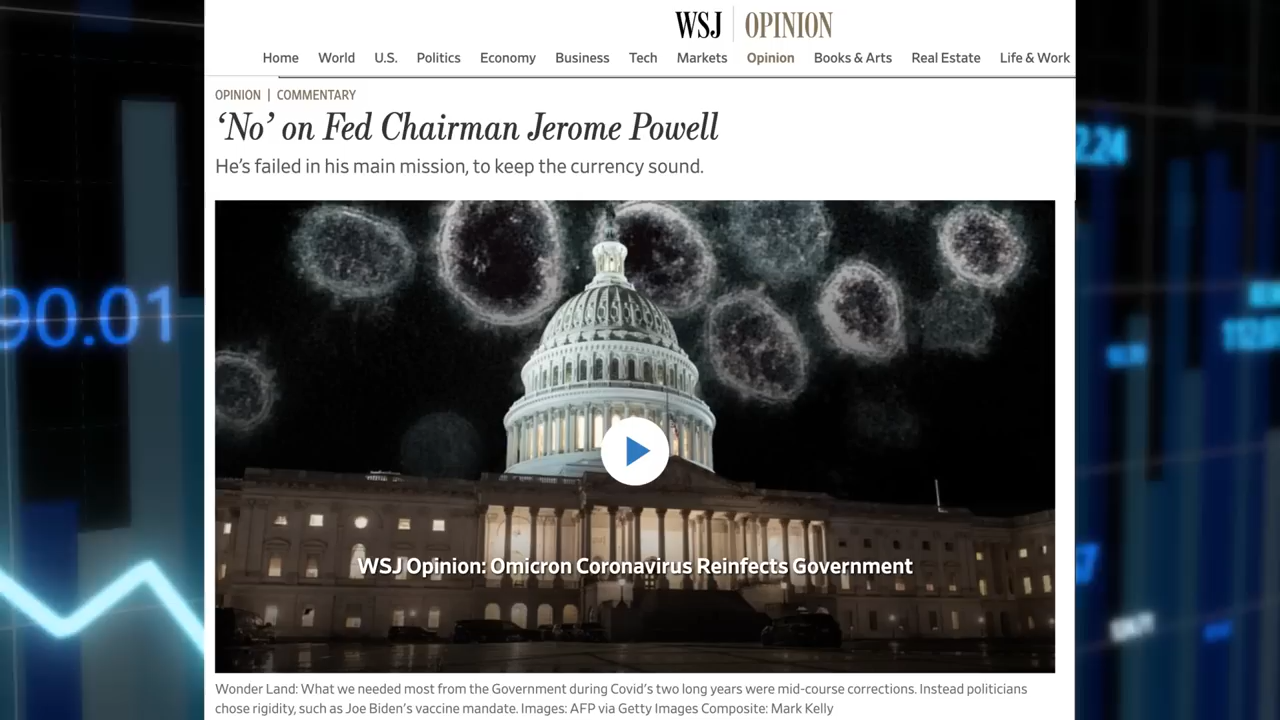 WSJ OPINION
Home World U.S. Politics Economy Business Tech Markets Opinion Books & Arts Real Estate Life & Work
OPINION | COMMENTARY
‘No’ on Fed Chairman Jerome Powell
He’s failed in his main mission, to keep the currency sound.
2.24
90.01
WSJ Opinion: Omicron Coronavirus Reinfects Government
Wonder Land: What we needed most from the Government during Covid’s two long years were mid-course corrections. Instead politicians
chose rigidity, such as Joe Biden’s vaccine mandate. Images: AFP via Getty Images Composite: Mark Kelly